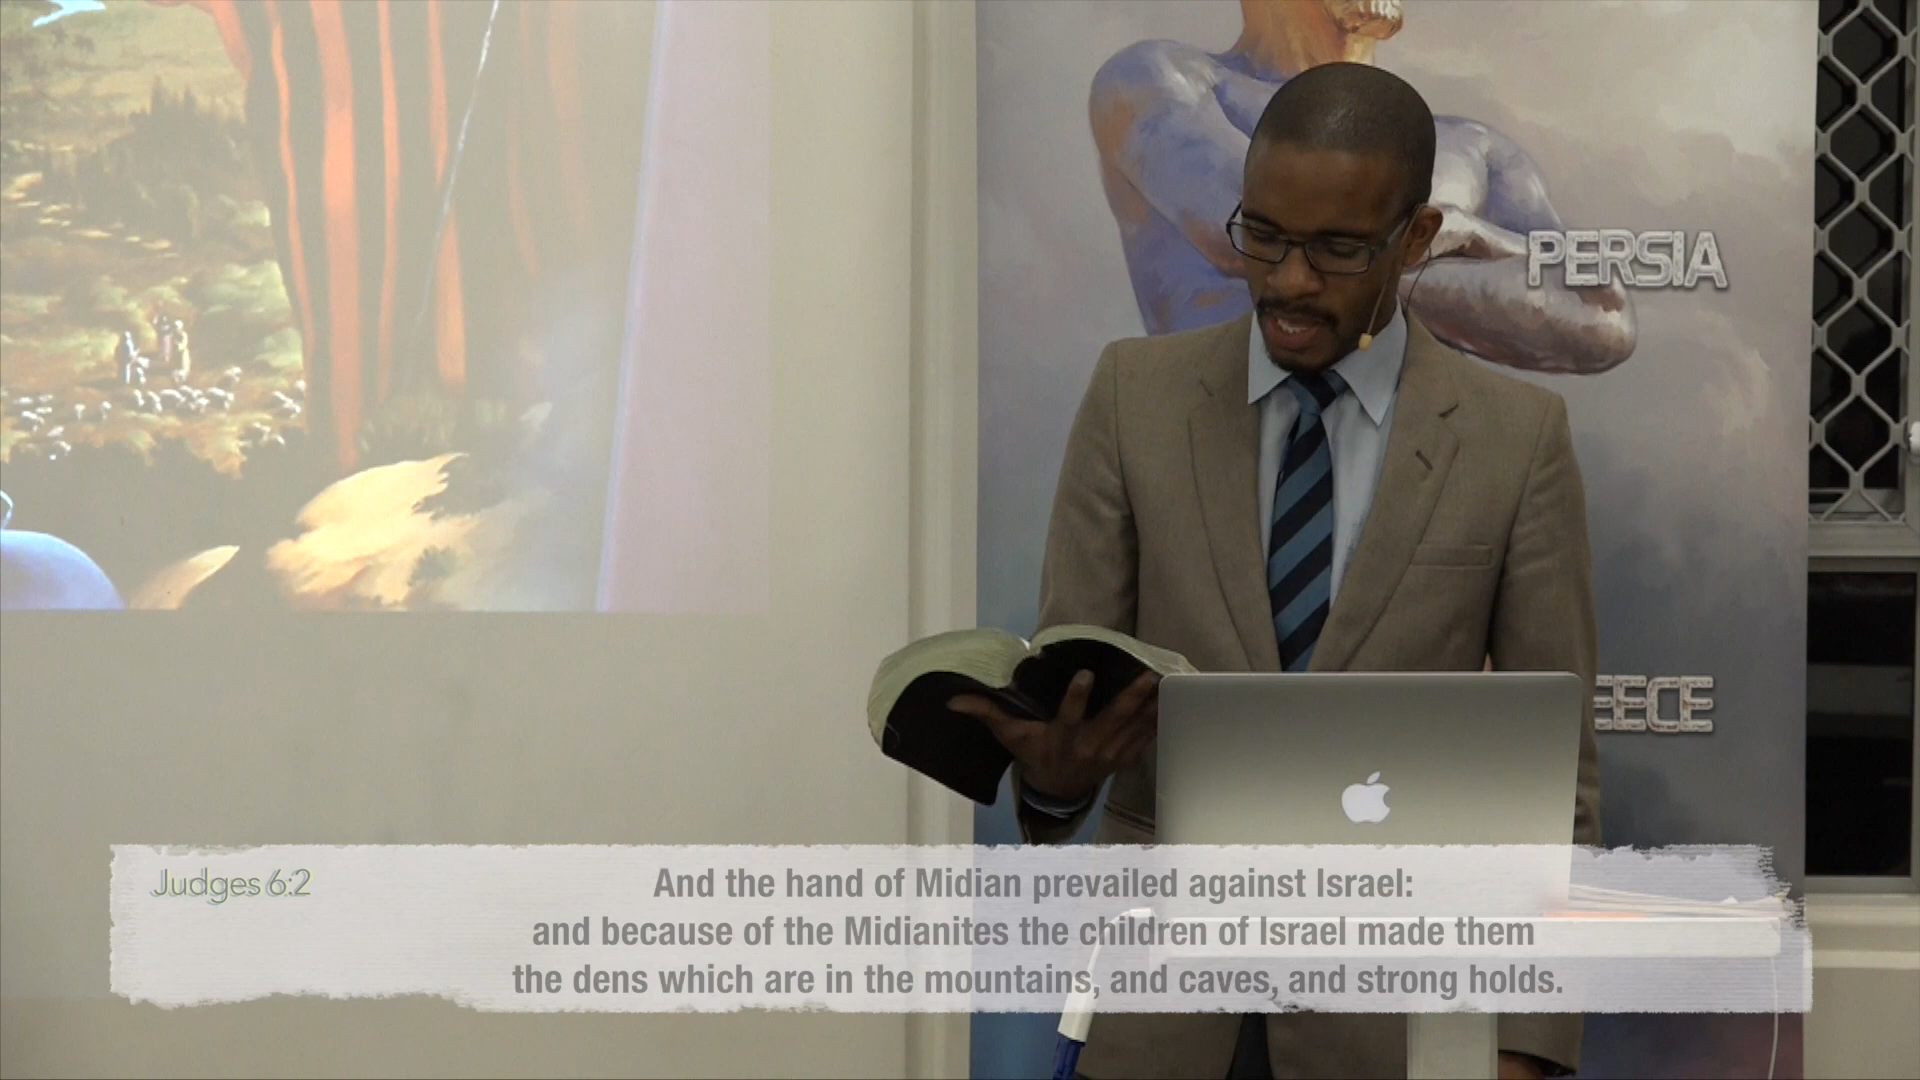 PERSIA
EECE
Judges 6:2
And the hand of Midian prevailed against Israel:
and because of the Midianites the children of Israel made them
the dens which are in the mountains, and caves, and strong holds.